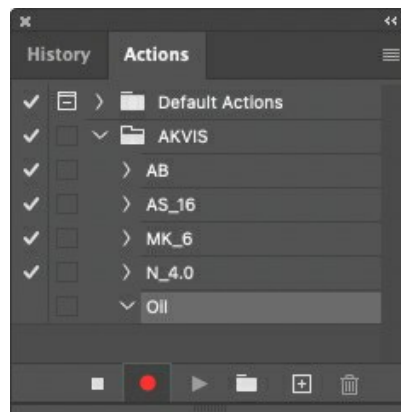 History Actions
Default Actions
AKVIS
AB
AS_16
MK_6
N_4.0
Oil